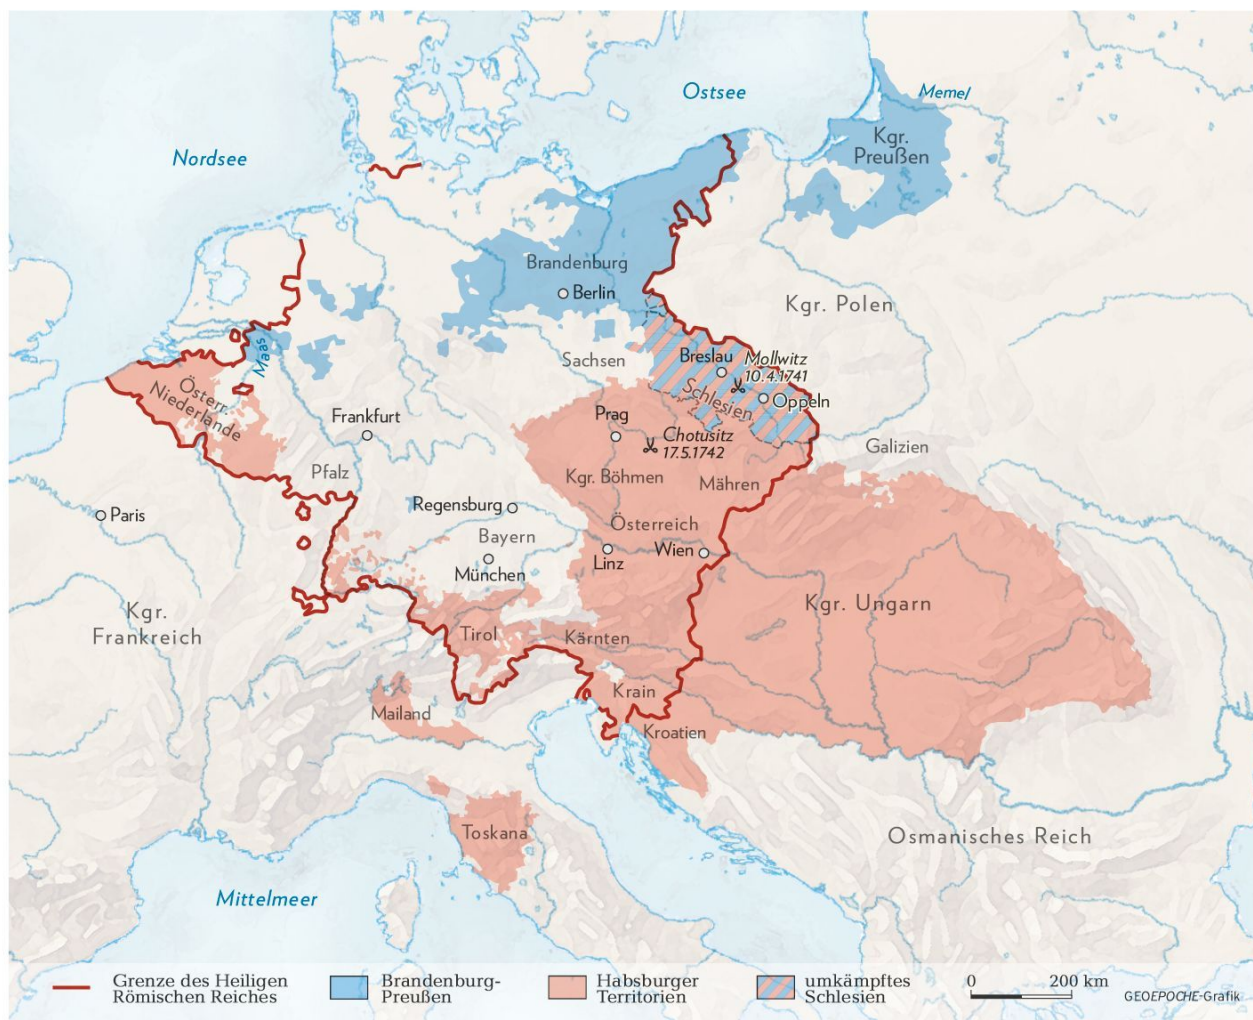 Ostsee
Memel
Nordsee
Kgr.
Preußen
Brandenburg
Berlin
Kgr. Polen
Maas
Sachsen
Breslau
Mollwitz
10.4.1741
Schlesien
Oppeln
Österr.
Niederlande
Frankfurt
Prag
Chotusitz
17.5.1742
Galizien
Pfalz
Kgr. Böhmen
Mähren
Paris
Regensburg
Bayern
Österreich
München
Linz
Wien
Kgr.
Frankreich
Kgr. Ungarn
Tirol
Kärnten
Krain
Mailand
Kroatien
Toskana
Osmanisches Reich
Mittelmeer
Grenze des Heiligen
Römischen Reiches
Brandenburg-
Preußen
Habsburger
Territorien
umkämpftes
Schlesien
0 200 km
GEOEPOCHE-Grafik